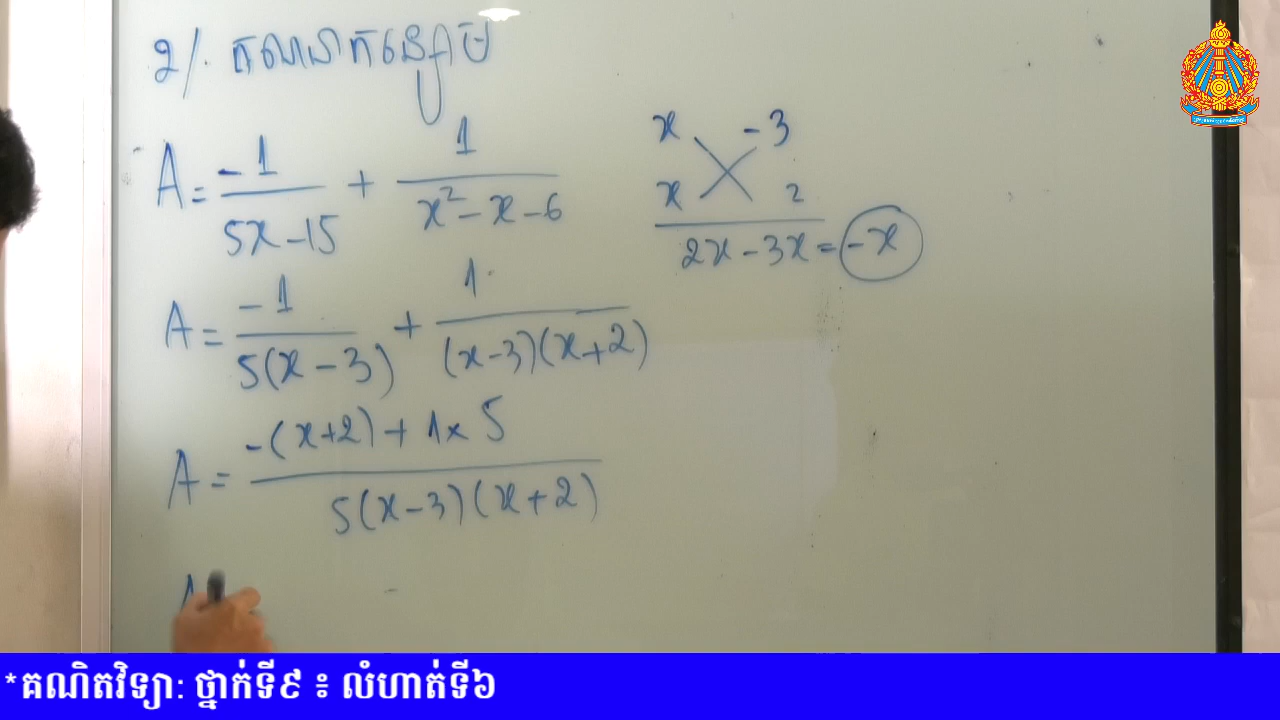 2/. គណនាកន្សោម
A = -1/(5x-15) + 1/(x²-x-6)
x -3
x 2
2x - 3x = -x
A = -1/(5(x-3)) + 1/((x-3)(x+2))
A = (-(x+2) + 1 × 5)/(5(x-3)(x+2))
A
*គណិតវិទ្យា: ថ្នាក់ទី៩ ៖ លំហាត់ទី៦